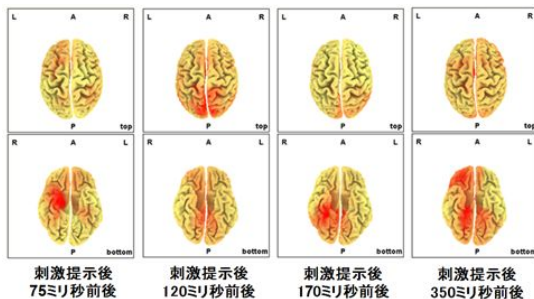 L A R
P
top
L A R
P
top
L A R
P
top
L A R
P
top
R A L
P
bottom
R A L
P
bottom
R A L
P
bottom
R A L
P
bottom
刺激提示後
75ミリ秒前後
刺激提示後
120ミリ秒前後
刺激提示後
170ミリ秒前後
刺激提示後
350ミリ秒前後